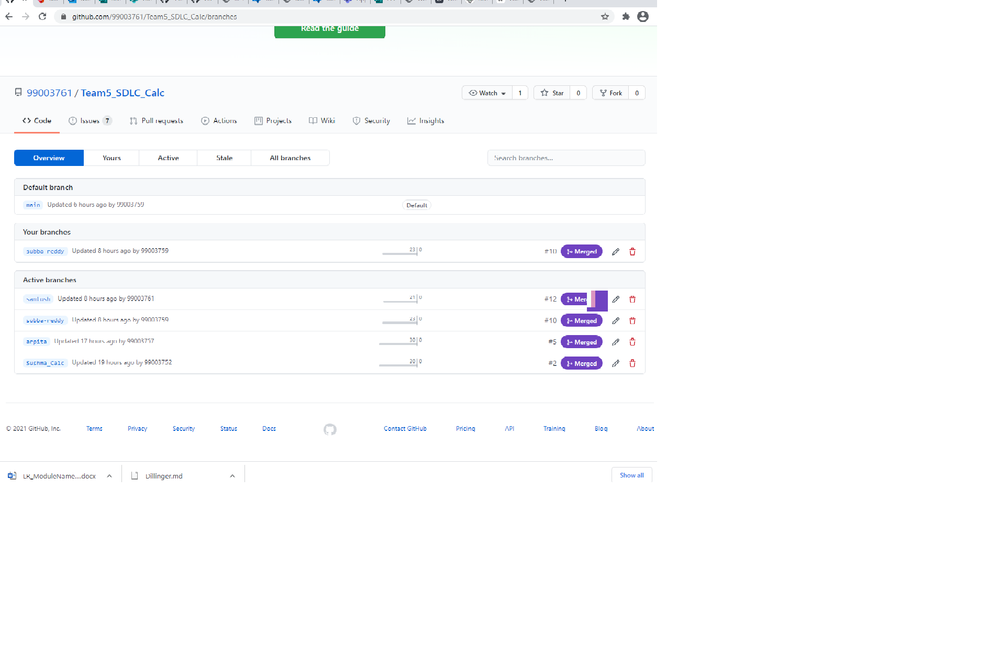 github.com/99003761/Team5_SDLC_Calc/branches
Read the guide
99003761 / Team5_SDLC_Calc
Watch 1
Star 0
Fork 0
Code
Issues 7
Pull requests
Actions
Projects
Wiki
Security
Insights
Overview
Yours
Active
Stale
All branches
Search branches...
Default branch
main Updated 6 hours ago by 99003759 Default
Your branches
subba-reddy Updated 8 hours ago by 99003759 23 0 #10 Merged
Active branches
santosh Updated 8 hours ago by 99003761 21 0 #12 Mer
subba-reddy Updated 8 hours ago by 99003759 23 0 #10 Merged
arpita Updated 17 hours ago by 99003757 30 0 #5 Merged
Sushma_Calc Updated 19 hours ago by 99003752 30 0 #2 Merged
© 2021 GitHub, Inc. Terms Privacy Security Status Docs Contact GitHub Pricing API Training Blog About
LR_ModuleName....docx Dillinger.md Show all